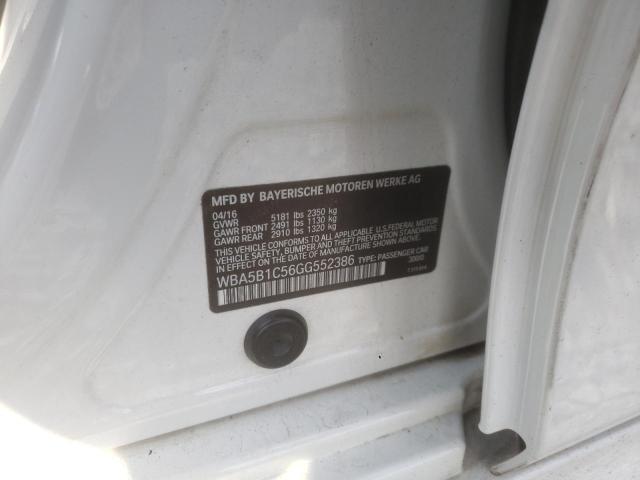 MFD BY BAYERISCHE MOTOREN WERKE AG
04/16
GVWR 5181 lbs 2350 kg
GAWR FRONT 2491 lbs 1130 kg
GAWR REAR 2910 lbs 1320 kg
THIS VEHICLE CONFORMS TO ALL APPLICABLE U.S. FEDERAL MOTOR
VEHICLE SAFETY, BUMPER, AND THEFT PREVENTION STANDARDS IN
EFFECT ON THE DATE OF MANUFACTURE SHOWN ABOVE.
WBA5B1C56GG552386 TYPE: PASSENGER CAR